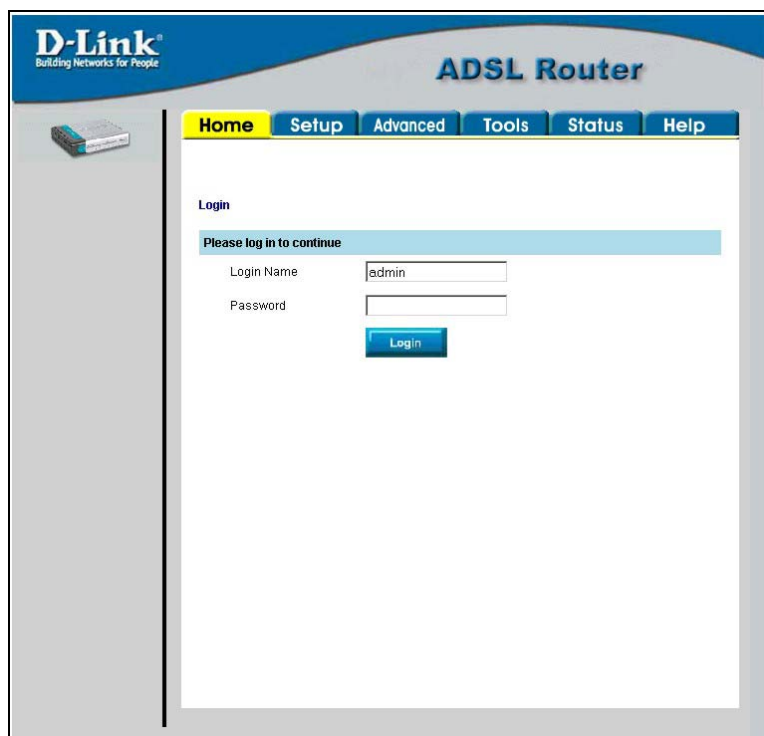 D-Link®
Building Networks for People
ADSL Router
Home Setup Advanced Tools Status Help
Login
Please log in to continue
Login Name admin
Password
Login